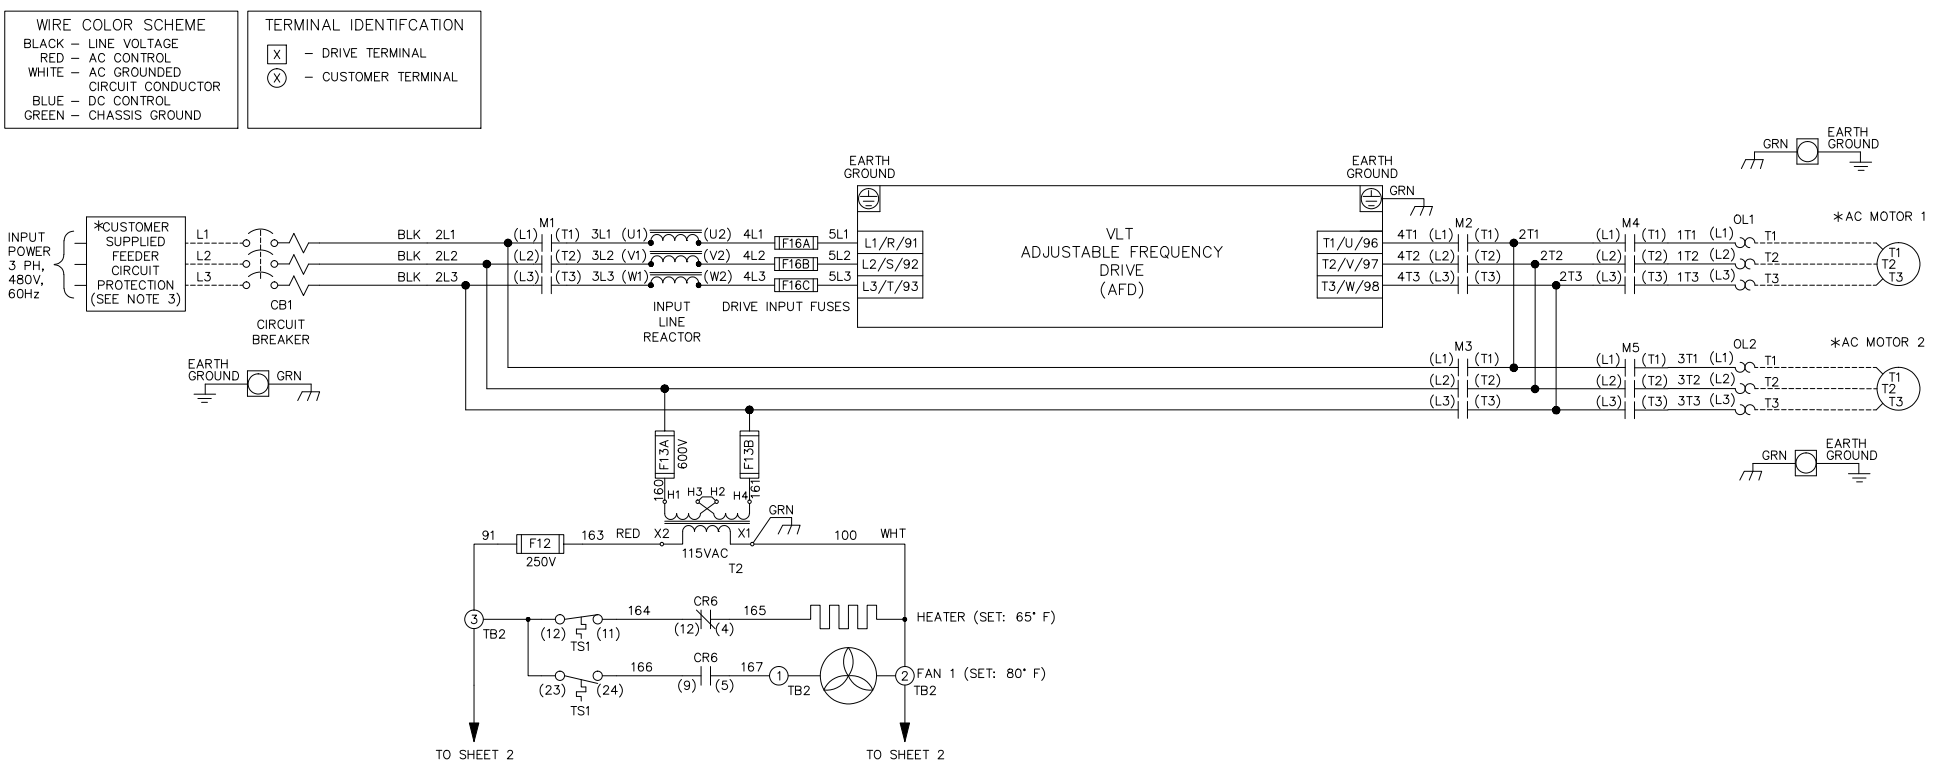 WIRE COLOR SCHEME
BLACK – LINE VOLTAGE
RED – AC CONTROL
WHITE – AC GROUNDED
CIRCUIT CONDUCTOR
BLUE – DC CONTROL
GREEN – CHASSIS GROUND
TERMINAL IDENTIFCATION
X – DRIVE TERMINAL
X – CUSTOMER TERMINAL
INPUT
POWER
3 PH,
480V,
60Hz
*CUSTOMER
SUPPLIED
FEEDER
CIRCUIT
PROTECTION
(SEE NOTE 3)
L1
L2
L3
CB1
CIRCUIT
BREAKER
EARTH
GROUND
GRN
BLK 2L1
BLK 2L2
BLK 2L3
M1
(L1) (T1) 3L1 (U1) (U2) 4L1 F16A 5L1
(L2) (T2) 3L2 (V1) (V2) 4L2 F16B 5L2
(L3) (T3) 3L3 (W1) (W2) 4L3 F16C 5L3
INPUT
LINE
REACTOR
DRIVE INPUT FUSES
EARTH
GROUND
L1/R/91
L2/S/92
L3/T/93
VLT
ADJUSTABLE FREQUENCY
DRIVE
(AFD)
EARTH
GROUND
GRN
T1/U/96
T2/V/97
T3/W/98
M2
4T1 (L1) (T1) 2T1
4T2 (L2) (T2) 2T2
4T3 (L3) (T3) 2T3
M4
(L1) (T1) 1T1 (L1)
(L2) (T2) 1T2 (L2)
(L3) (T3) 1T3 (L3)
OL1
T1
T2
T3
*AC MOTOR 1
T1
T2
T3
GRN
EARTH
GROUND
M3
(L1) (T1)
(L2) (T2)
(L3) (T3)
M5
(L1) (T1) 3T1 (L1)
(L2) (T2) 3T2 (L2)
(L3) (T3) 3T3 (L3)
OL2
T1
T2
T3
*AC MOTOR 2
T1
T2
T3
GRN
EARTH
GROUND
F13A
600V
F13B
160
161
H1 H3 H2 H4
GRN
91 F12 163 RED X2 X1 100 WHT
250V
115VAC
T2
3
TB2
(12) (11) 164 CR6 165
TS1
(12) (4)
HEATER (SET: 65° F)
(23) (24) 166 CR6 167
TS1
(9) (5)
1
TB2
2
TB2
FAN 1 (SET: 80° F)
TO SHEET 2
TO SHEET 2